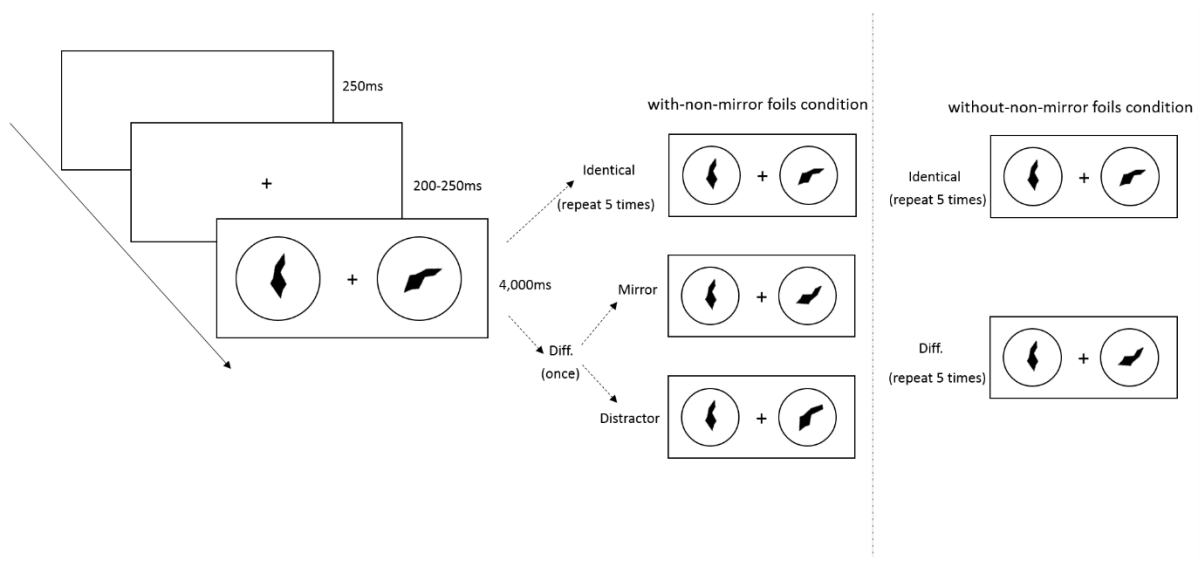 250ms
+
200-250ms
+
4,000ms
with-non-mirror foils condition
Identical
(repeat 5 times)
+
Diff.
(once)
Mirror
+
Distractor
+
without-non-mirror foils condition
Identical
(repeat 5 times)
+
Diff.
(repeat 5 times)
+